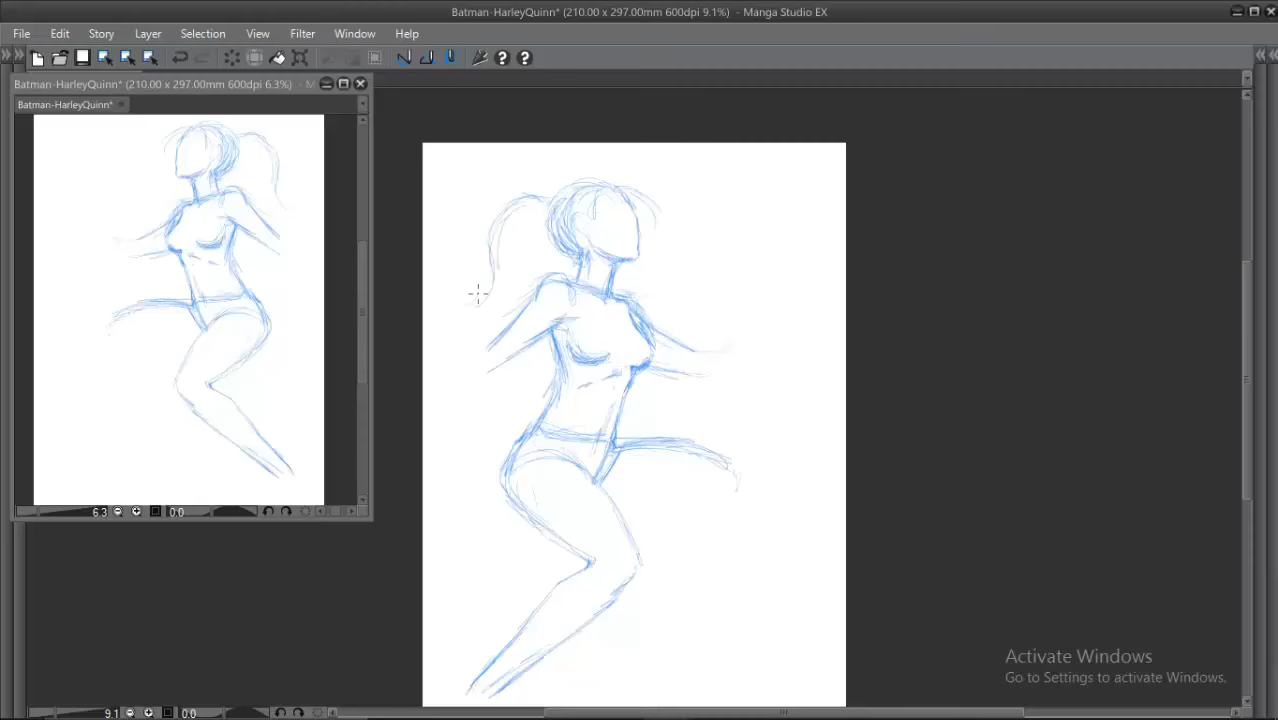 Batman-HarleyQuinn* (210.00 x 297.00mm 600dpi 9.1%) - Manga Studio EX
File Edit Story Layer Selection View Filter Window Help
Batman-HarleyQuinn* (210.00 x 297.00mm 600dpi 6.3%) - M
Batman-HarleyQuinn*
6.3 0.0
Activate Windows
Go to Settings to activate Windows.
9.1 0.0